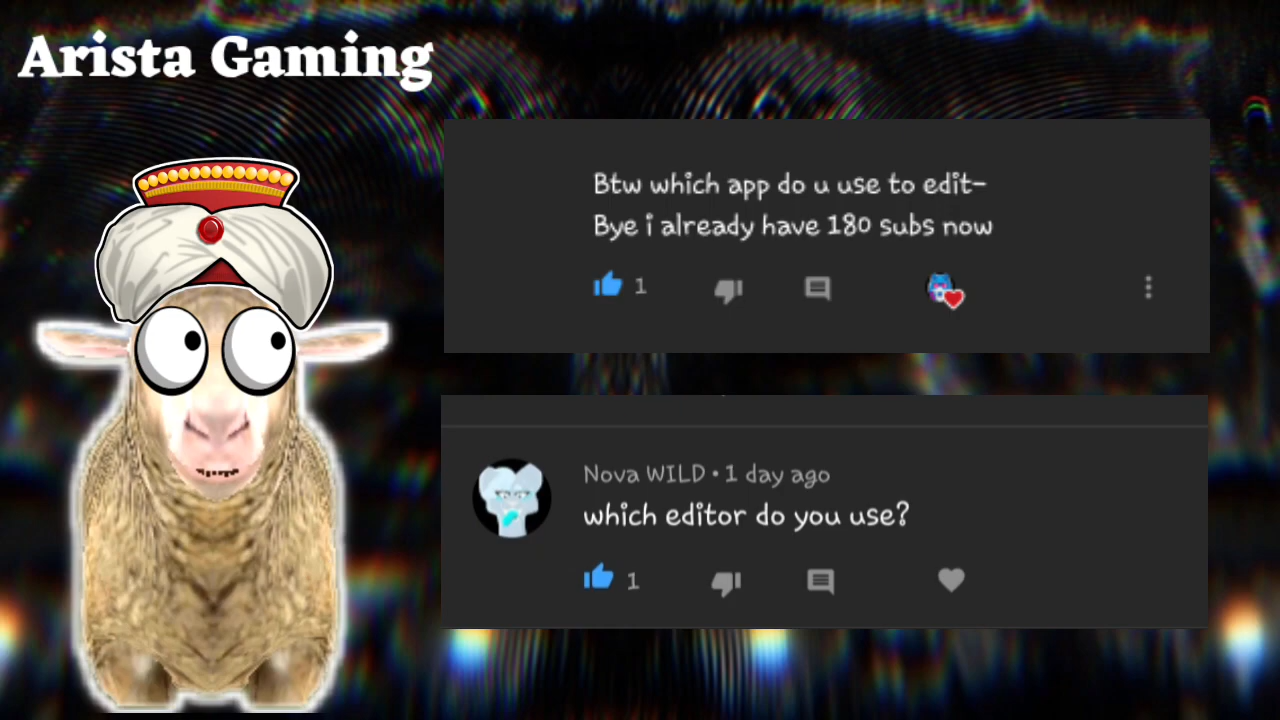 Arista Gaming
Btw which app do u use to edit-
Bye i already have 180 subs now
1
Nova WILD • 1 day ago
which editor do you use?
1